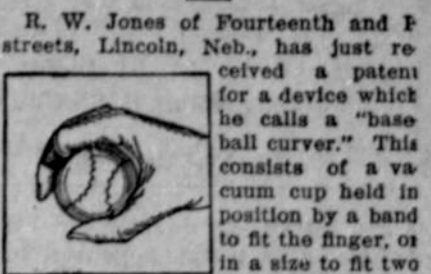 R. W. Jones of Fourteenth and P
streets, Lincoln, Neb., has just re-
ceived a patent
for a device which
he calls a "base
ball curver." This
consists of a va-
cuum cup held in
position by a band
to fit the finger, or
in a size to fit two